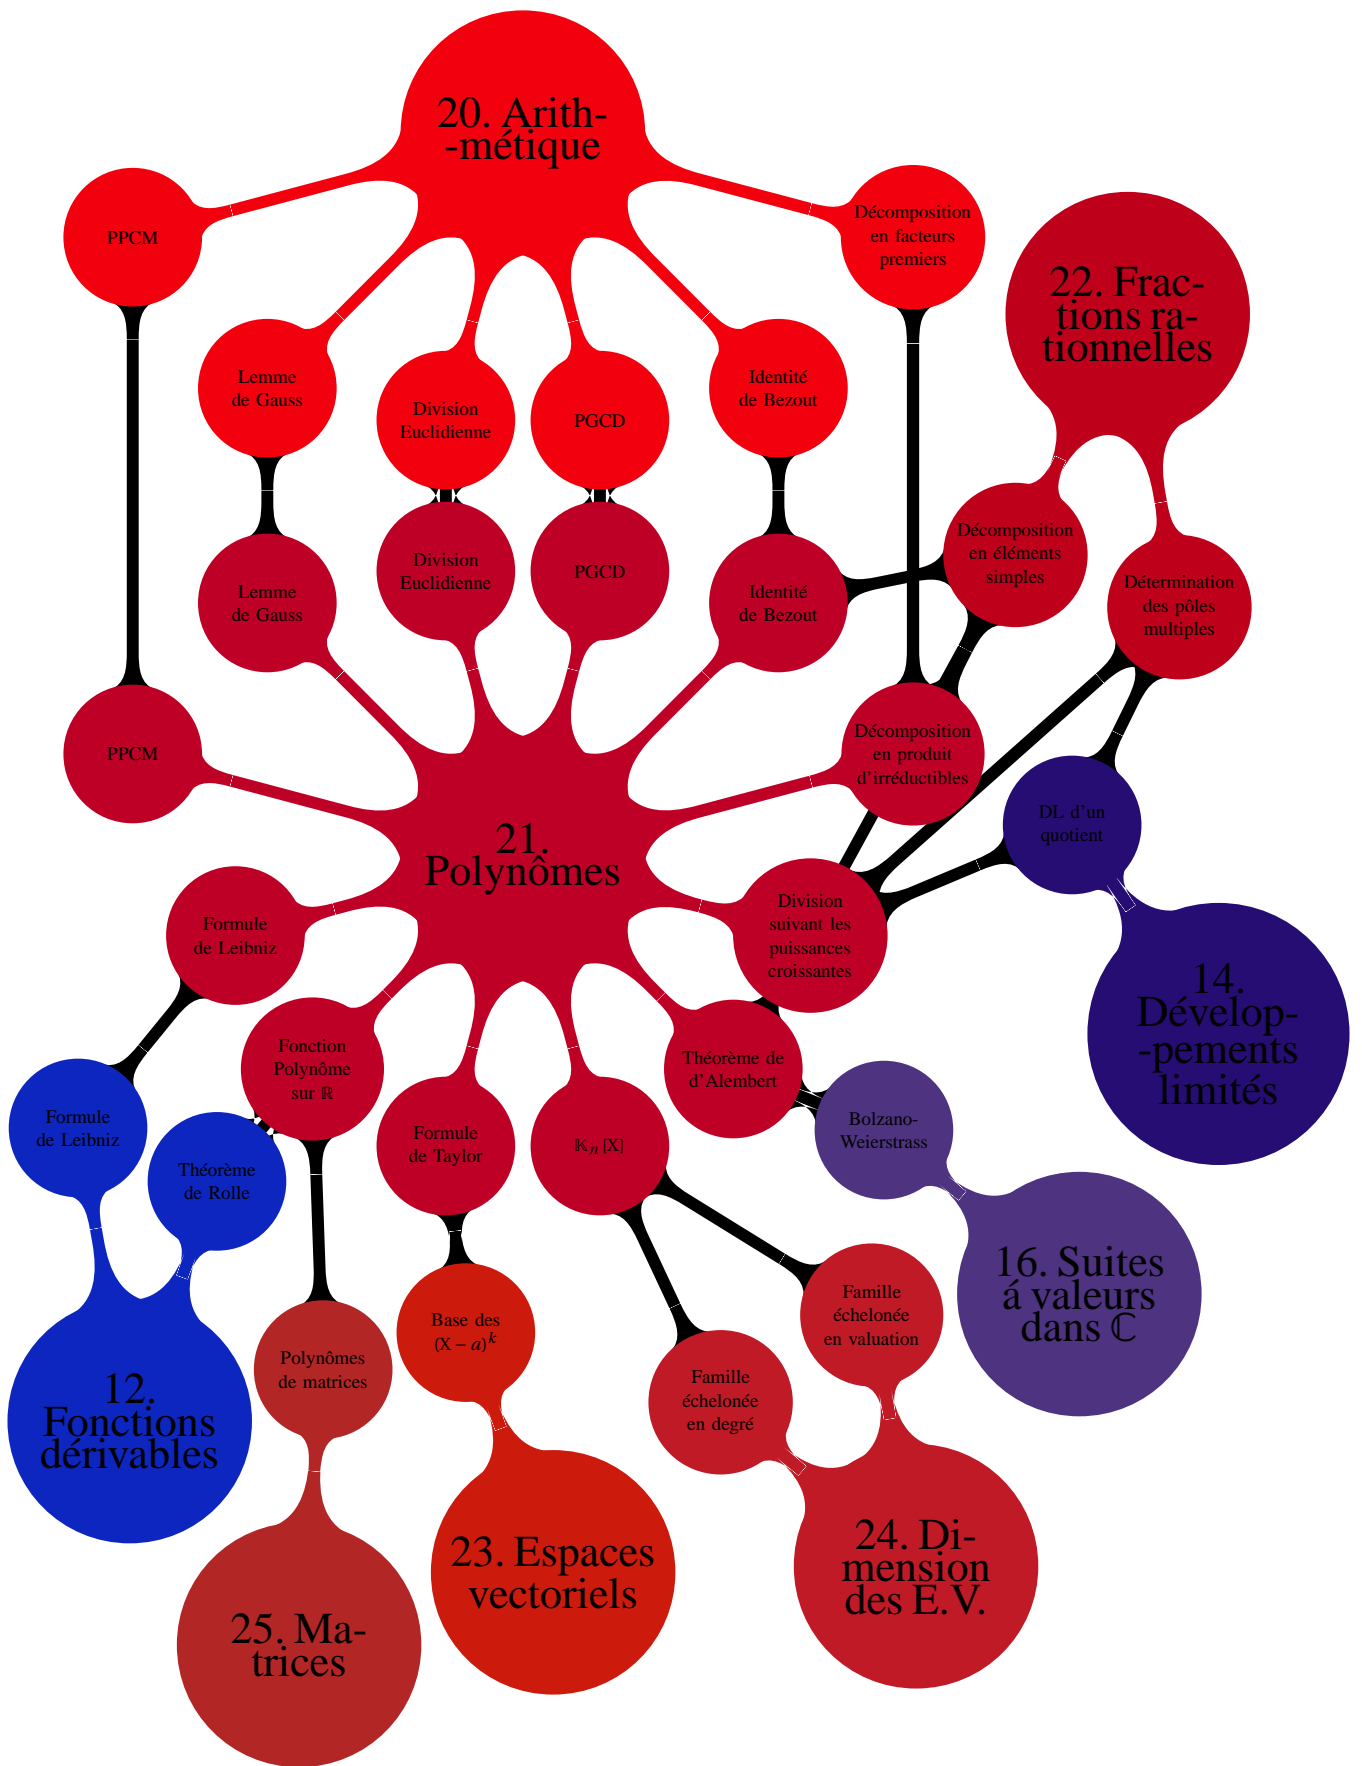 20. Arith-
-métique
PPCM
Décomposition
en facteurs
premiers
22. Frac-
tions ra-
tionnelles
Lemme
de Gauss
Division
Euclidienne
PGCD
Identité
de Bezout
Décomposition
en éléments
simples
Détermination
des pôles
multiples
Lemme
de Gauss
Division
Euclidienne
PGCD
Identité
de Bezout
PPCM
Décomposition
en produit
d'irréductibles
DL d'un
quotient
21.
Polynômes
Formule
de Leibniz
Division
suivant les
puissances
croissantes
14.
Dévelop-
-pements
limités
Fonction
Polynôme
sur ℝ
Théorème de
d'Alembert
Formule
de Leibniz
Théorème
de Rolle
Formule
de Taylor
𝕂ₙ [X]
Bolzano-
Weierstrass
16. Suites
á valeurs
dans ℂ
Base des
(X − a)ᵏ
Famille
échelonée
en valuation
Polynômes
de matrices
Famille
échelonée
en degré
12.
Fonctions
dérivables
23. Espaces
vectoriels
24. Di-
mension
des E.V.
25. Ma-
trices